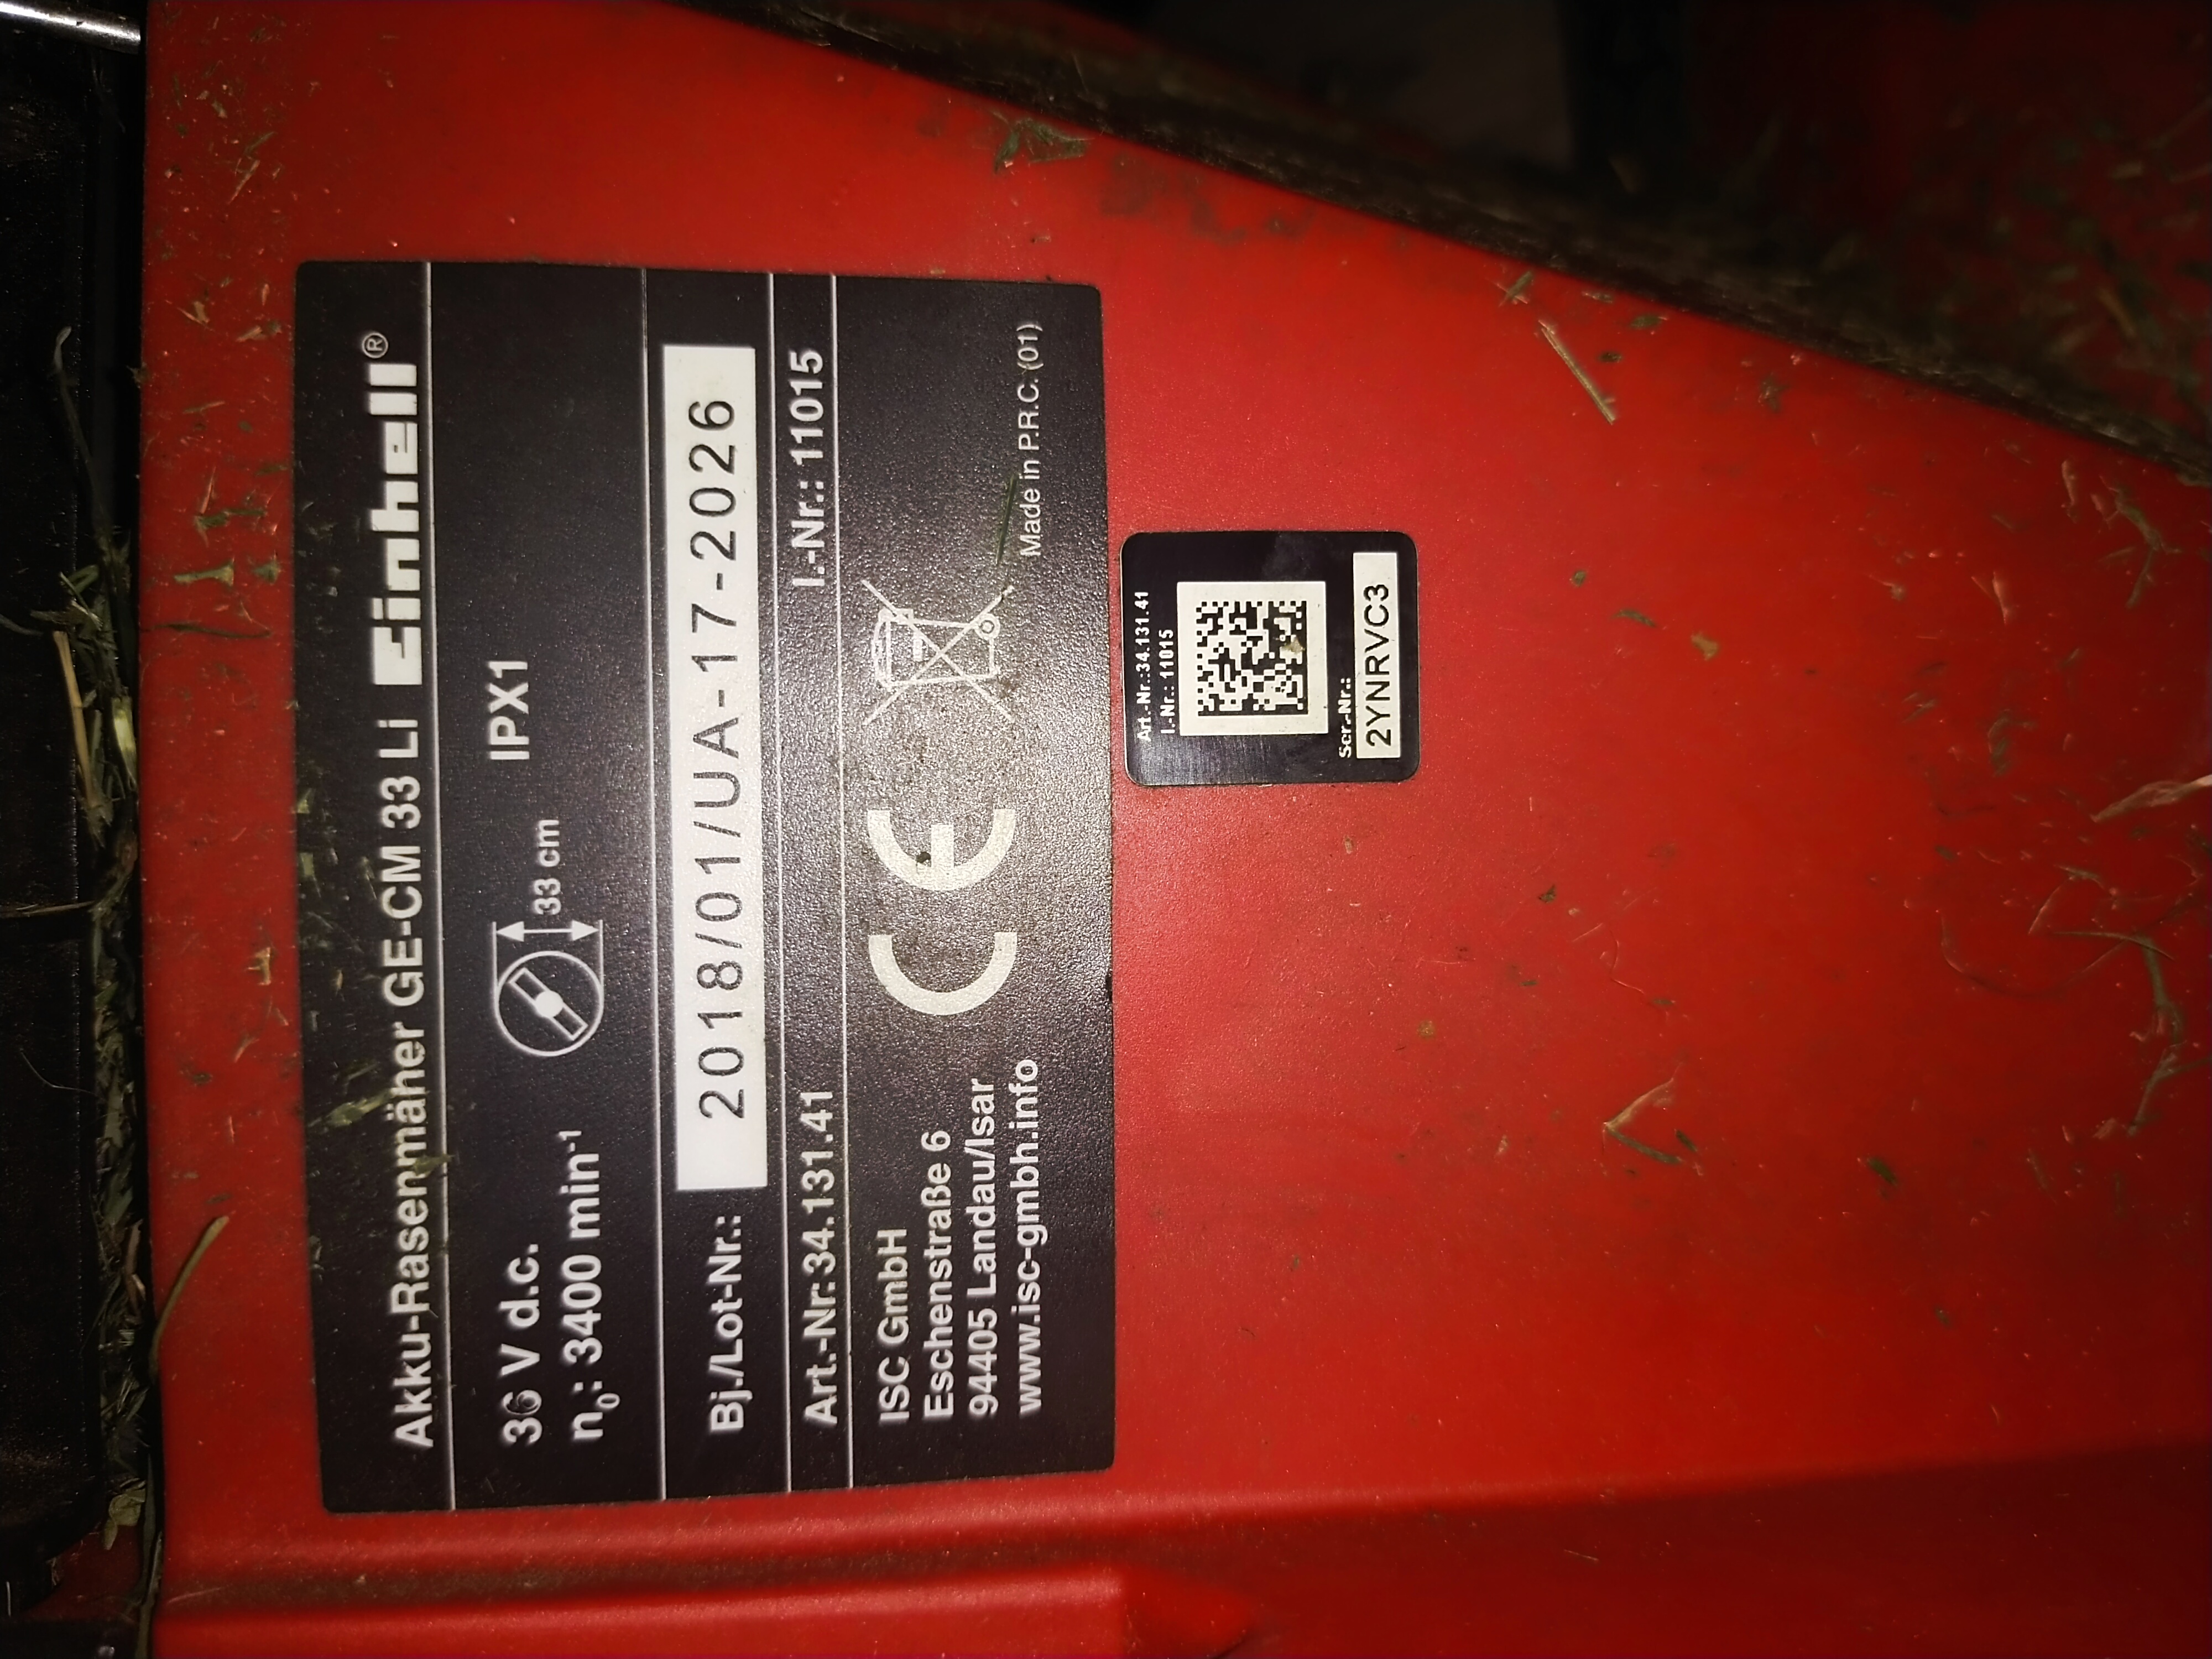 Akku-Rasenmäher GE-CM 33 Li Einhell®
36 V d.c.
n₀: 3400 min⁻¹
33 cm
IPX1
Bj./Lot-Nr.: 2018/01/UA-17-2026
Art.-Nr.:34.131.41 I.-Nr.: 11015
ISC GmbH
Eschenstraße 6
94405 Landau/Isar
www.isc-gmbh.info
CE
Made in P.R.C. (01)
Art.-Nr.:34.131.41
I.-Nr.: 11015
Ser.-Nr.:
2YNRVC3